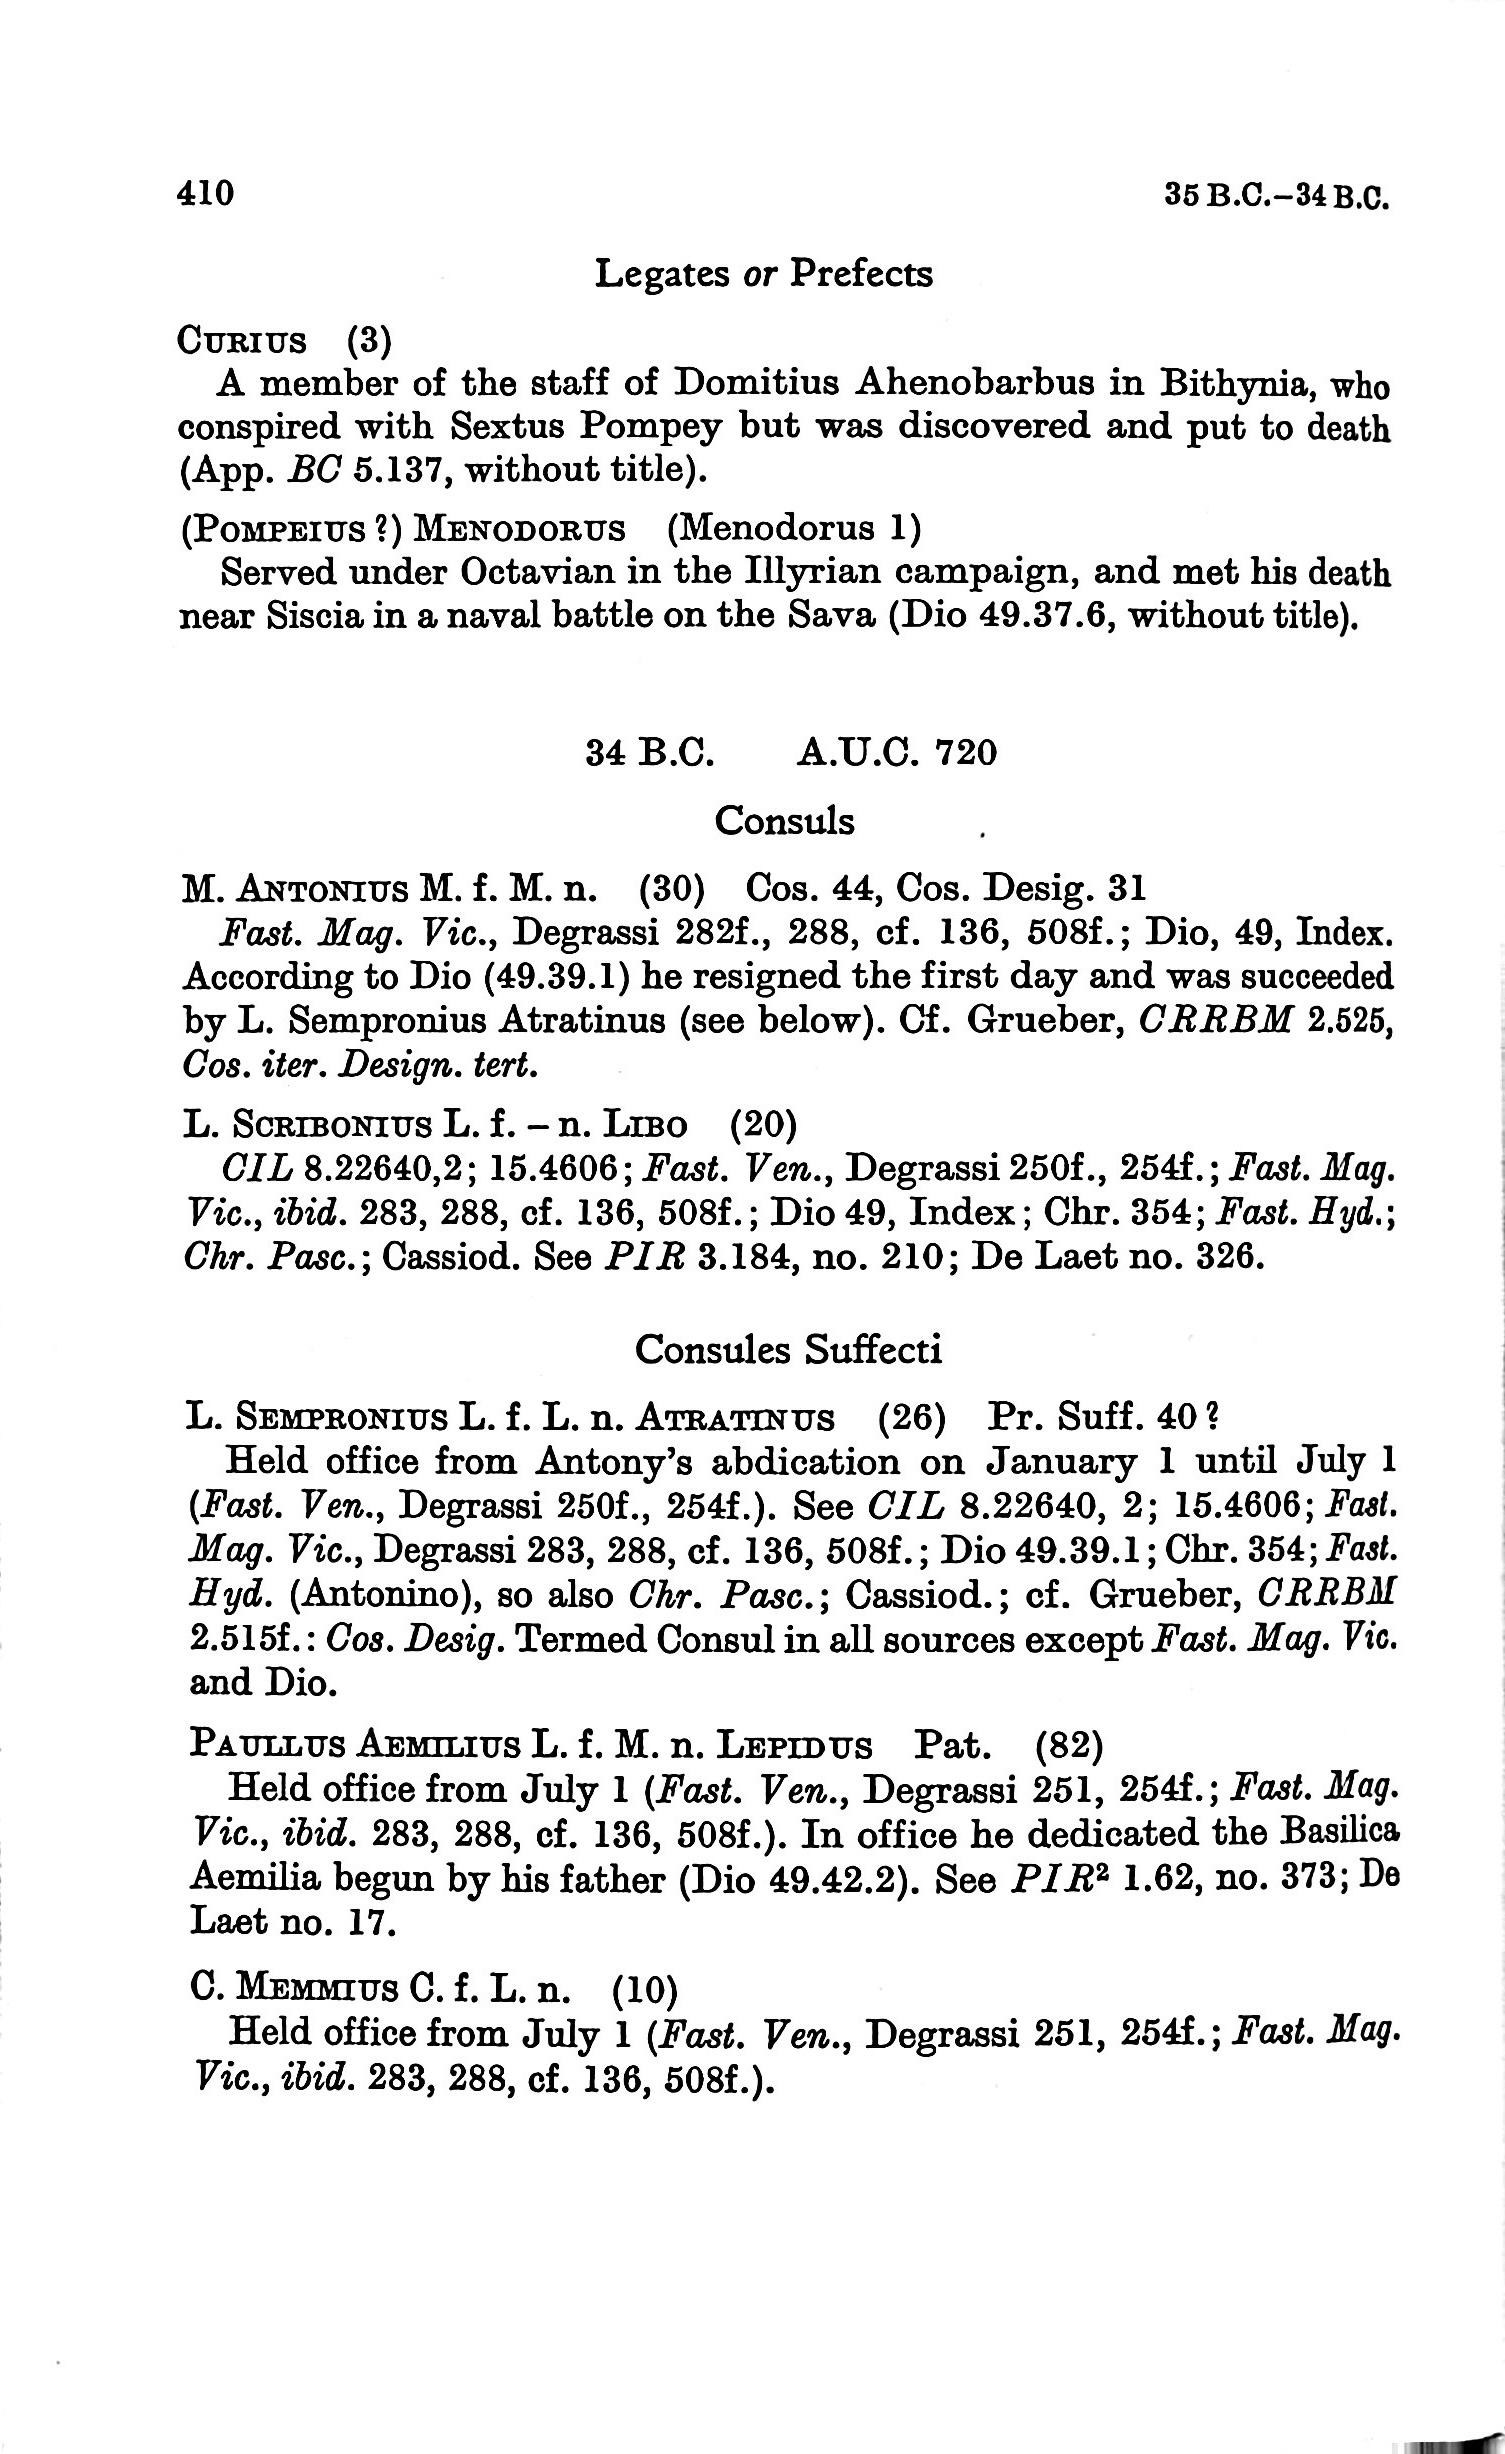 410
35 B.C.–34 B.C.
Legates or Prefects
CURIUS (3)
A member of the staff of Domitius Ahenobarbus in Bithynia, who
conspired with Sextus Pompey but was discovered and put to death
(App. BC 5.137, without title).
(POMPEIUS ?) MENODORUS (Menodorus 1)
Served under Octavian in the Illyrian campaign, and met his death
near Siscia in a naval battle on the Sava (Dio 49.37.6, without title).
34 B.C. A.U.C. 720
Consuls
M. ANTONIUS M. f. M. n. (30) Cos. 44, Cos. Desig. 31
Fast. Mag. Vic., Degrassi 282f., 288, cf. 136, 508f.; Dio, 49, Index.
According to Dio (49.39.1) he resigned the first day and was succeeded
by L. Sempronius Atratinus (see below). Cf. Grueber, CRRBM 2.525,
Cos. iter. Design. tert.
L. SCRIBONIUS L. f. – n. LIBO (20)
CIL 8.22640,2; 15.4606; Fast. Ven., Degrassi 250f., 254f.; Fast. Mag.
Vic., ibid. 283, 288, cf. 136, 508f.; Dio 49, Index; Chr. 354; Fast. Hyd.;
Chr. Pasc.; Cassiod. See PIR 3.184, no. 210; De Laet no. 326.
Consules Suffecti
L. SEMPRONIUS L. f. L. n. ATRATINUS (26) Pr. Suff. 40 ?
Held office from Antony's abdication on January 1 until July 1
(Fast. Ven., Degrassi 250f., 254f.). See CIL 8.22640, 2; 15.4606; Fast.
Mag. Vic., Degrassi 283, 288, cf. 136, 508f.; Dio 49.39.1; Chr. 354; Fast.
Hyd. (Antonino), so also Chr. Pasc.; Cassiod.; cf. Grueber, CRRBM
2.515f.: Cos. Desig. Termed Consul in all sources except Fast. Mag. Vic.
and Dio.
PAULLUS AEMILIUS L. f. M. n. LEPIDUS Pat. (82)
Held office from July 1 (Fast. Ven., Degrassi 251, 254f.; Fast. Mag.
Vic., ibid. 283, 288, cf. 136, 508f.). In office he dedicated the Basilica
Aemilia begun by his father (Dio 49.42.2). See PIR² 1.62, no. 373; De
Laet no. 17.
C. MEMMIUS C. f. L. n. (10)
Held office from July 1 (Fast. Ven., Degrassi 251, 254f.; Fast. Mag.
Vic., ibid. 283, 288, cf. 136, 508f.).